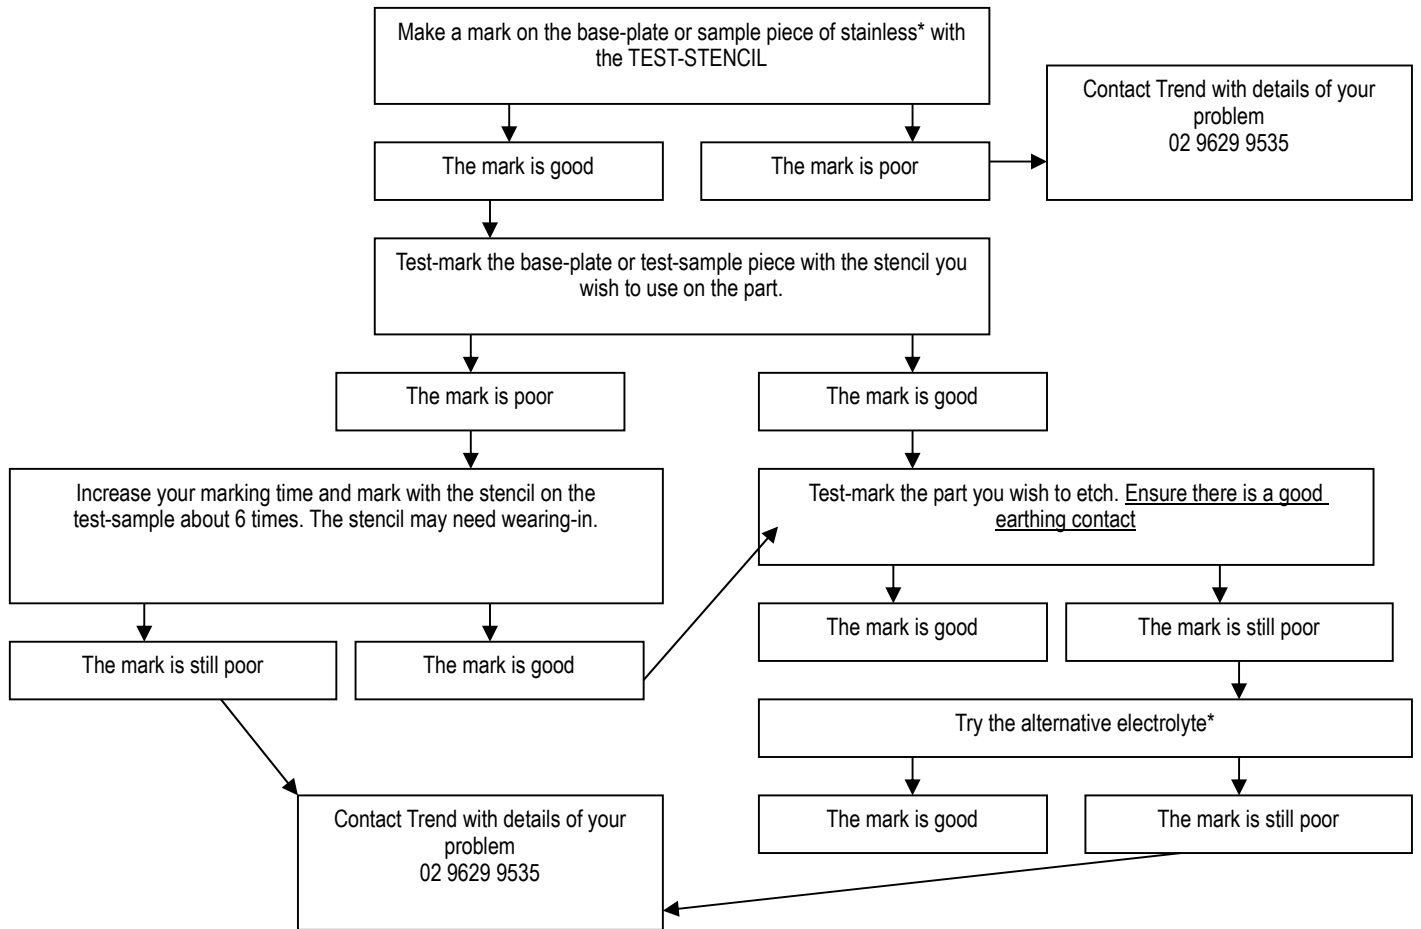 Make a mark on the base-plate or sample piece of stainless* with
the TEST-STENCIL
Contact Trend with details of your
problem
02 9629 9535
The mark is good
The mark is poor
Test-mark the base-plate or test-sample piece with the stencil you
wish to use on the part.
The mark is poor
The mark is good
Increase your marking time and mark with the stencil on the
test-sample about 6 times. The stencil may need wearing-in.
Test-mark the part you wish to etch. Ensure there is a good
earthing contact
The mark is good
The mark is still poor
The mark is still poor
The mark is good
Try the alternative electrolyte*
Contact Trend with details of your
problem
02 9629 9535
The mark is good
The mark is still poor